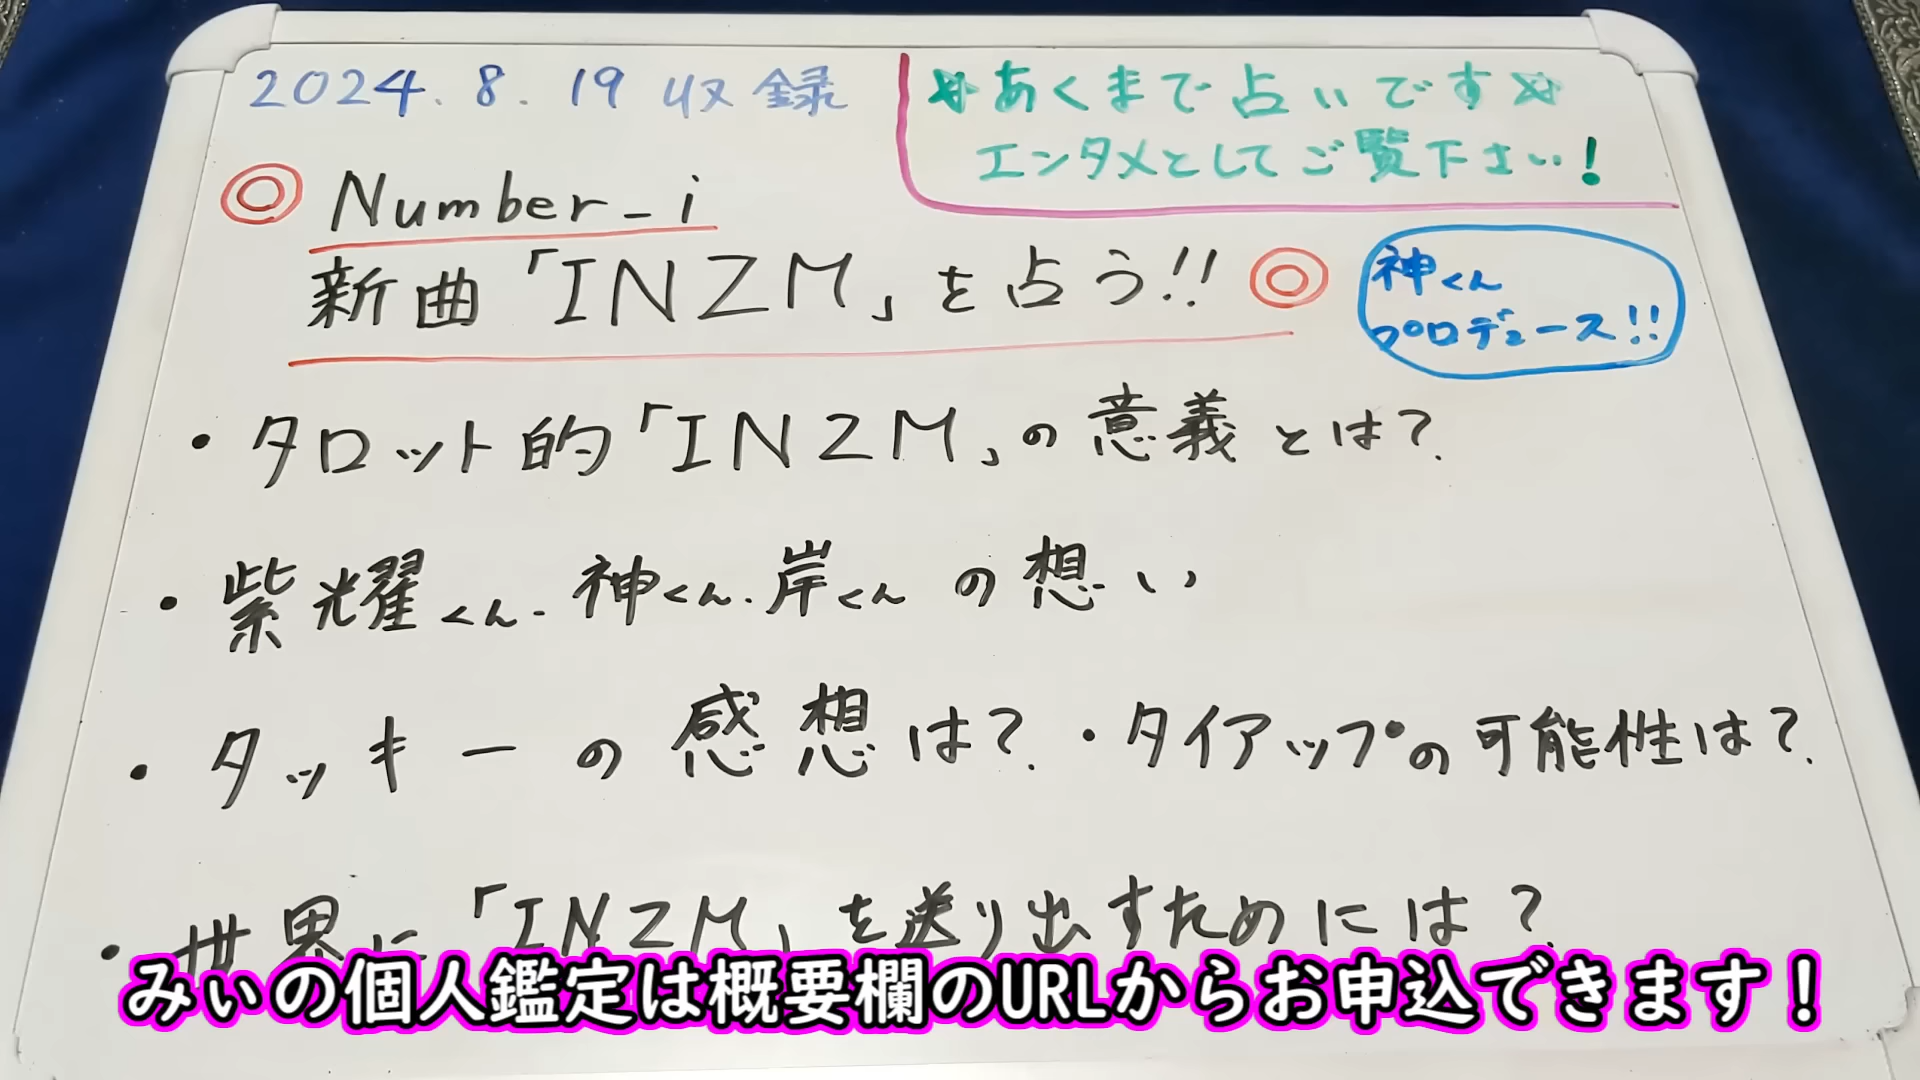 2024.8.19 収録
☆あくまで占いです☆
エンタメとしてご覧下さい!
◎ Number_i
新曲「INZM」を占う!! ◎
神くん
プロデュース!!
・タロット的「INZM」の意義とは?
・紫耀くん.神くん.岸くんの想い
・タッキーの感想は?・タイアップの可能性は?
・世界に「INZM」を送り出すためには?
みぃの個人鑑定は概要欄のURLからお申込できます!